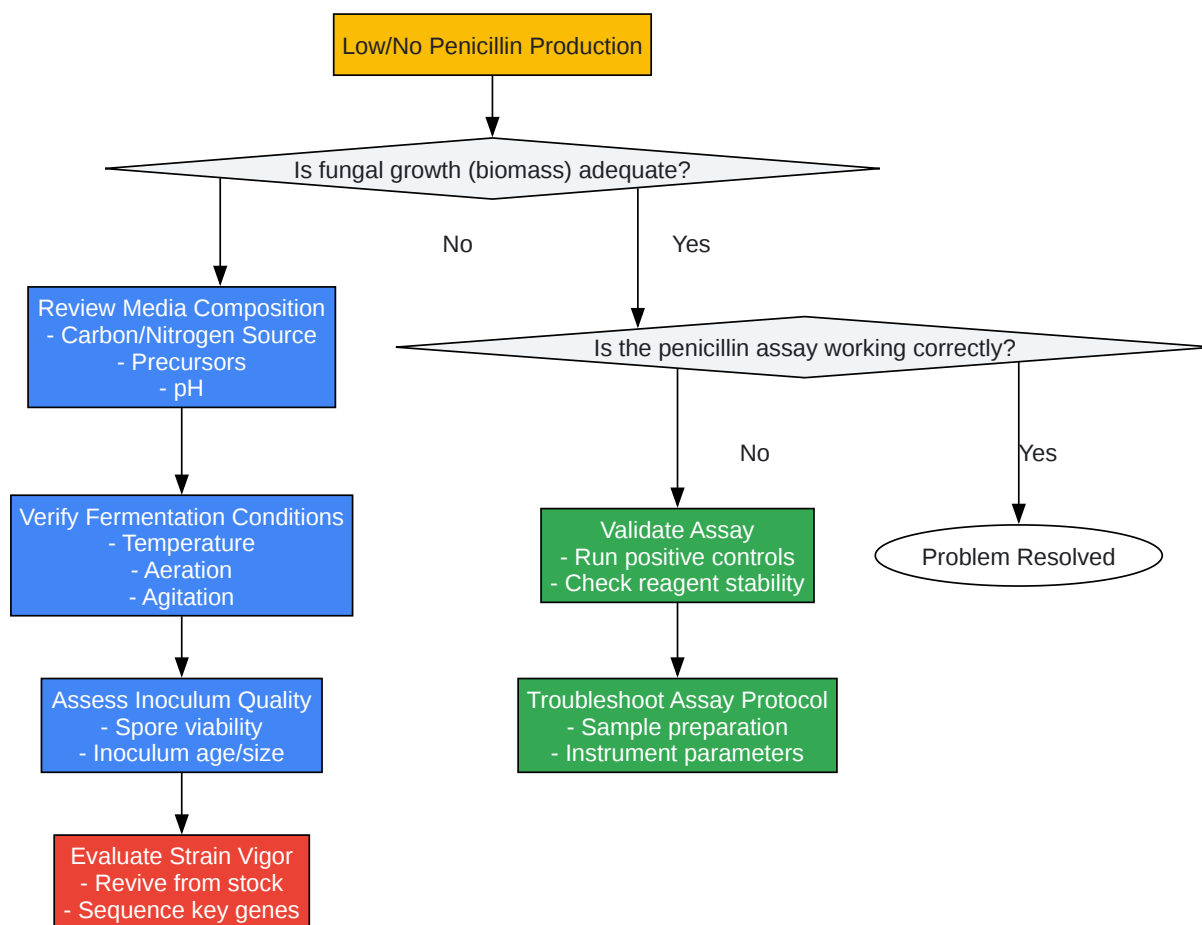 Low/No Penicillin Production
Is fungal growth (biomass) adequate?
No
Yes
Review Media Composition
- Carbon/Nitrogen Source
- Precursors
- pH
Is the penicillin assay working correctly?
No
Yes
Verify Fermentation Conditions
- Temperature
- Aeration
- Agitation
Validate Assay
- Run positive controls
- Check reagent stability
Problem Resolved
Assess Inoculum Quality
- Spore viability
- Inoculum age/size
Troubleshoot Assay Protocol
- Sample preparation
- Instrument parameters
Evaluate Strain Vigor
- Revive from stock
- Sequence key genes